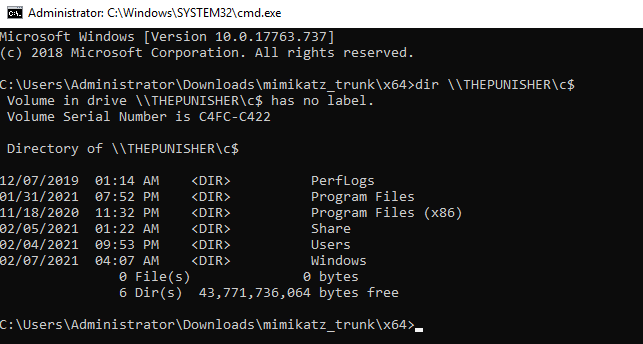 Administrator: C:\Windows\SYSTEM32\cmd.exe
Microsoft Windows [Version 10.0.17763.737]
(c) 2018 Microsoft Corporation. All rights reserved.
C:\Users\Administrator\Downloads\mimikatz_trunk\x64>dir \\THEPUNISHER\c$
 Volume in drive \\THEPUNISHER\c$ has no label.
 Volume Serial Number is C4FC-C422
 Directory of \\THEPUNISHER\c$
12/07/2019  01:14 AM    <DIR>          PerfLogs
01/31/2021  07:52 PM    <DIR>          Program Files
11/18/2020  11:32 PM    <DIR>          Program Files (x86)
02/05/2021  01:22 AM    <DIR>          Share
02/04/2021  09:53 PM    <DIR>          Users
02/07/2021  04:07 AM    <DIR>          Windows
               0 File(s)              0 bytes
               6 Dir(s)  43,771,736,064 bytes free
C:\Users\Administrator\Downloads\mimikatz_trunk\x64>